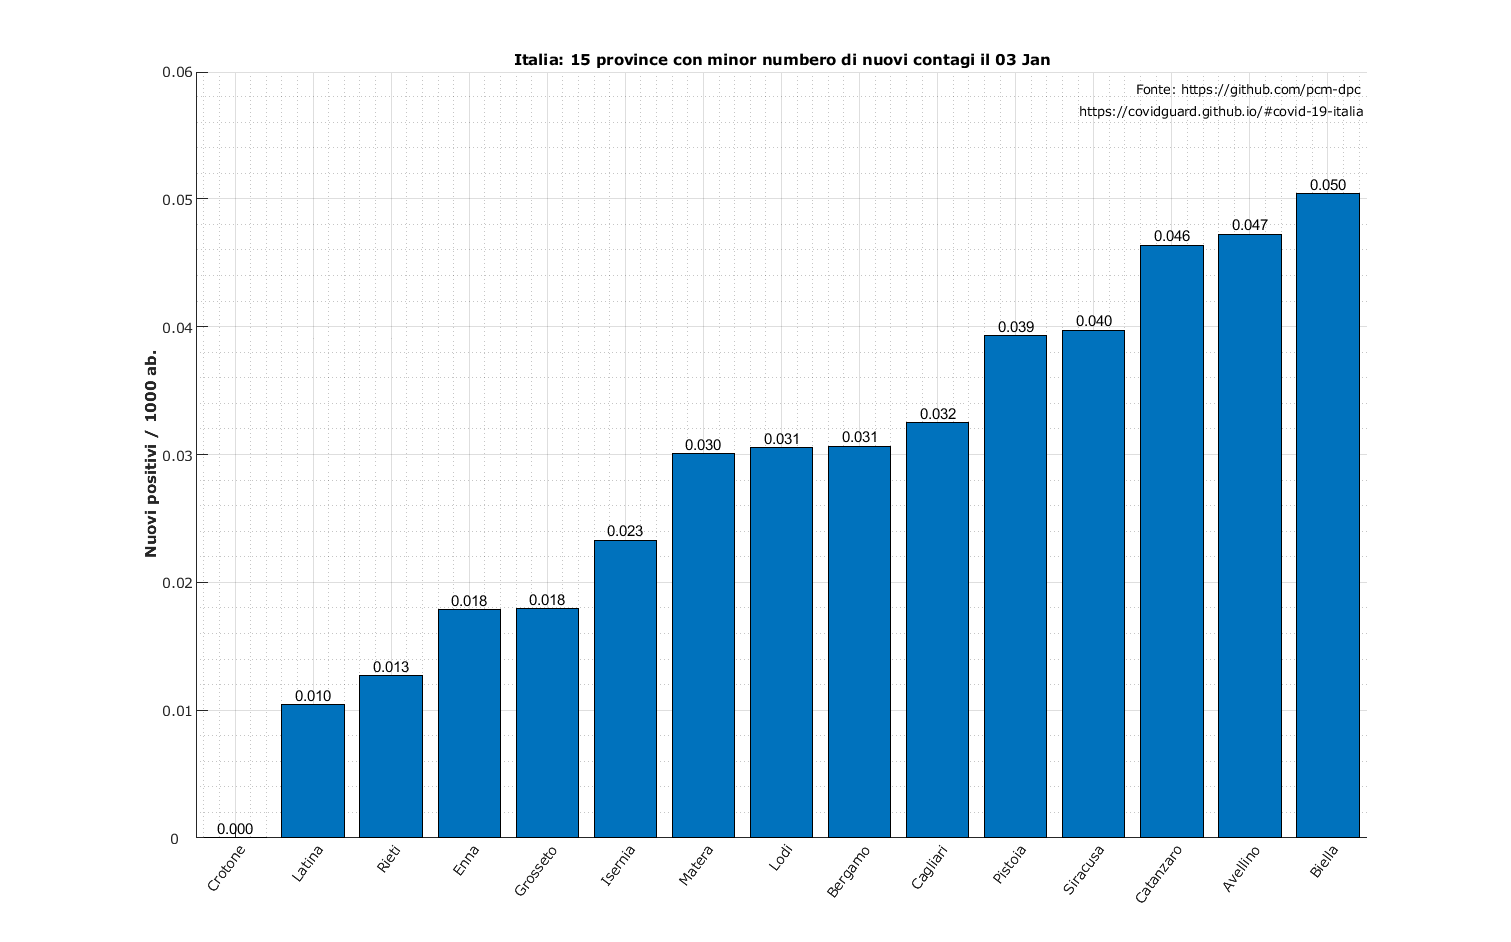 Italia: 15 province con minor numbero di nuovi contagi il 03 Jan
Fonte: https://github.com/pcm-dpc
https://covidguard.github.io/#covid-19-italia
Nuovi positivi / 1000 ab.
0.06
0.05
0.04
0.03
0.02
0.01
0
0.000
0.010
0.013
0.018
0.018
0.023
0.030
0.031
0.031
0.032
0.039
0.040
0.046
0.047
0.050
Crotone
Latina
Rieti
Enna
Grosseto
Isernia
Matera
Lodi
Bergamo
Cagliari
Pistoia
Siracusa
Catanzaro
Avellino
Biella